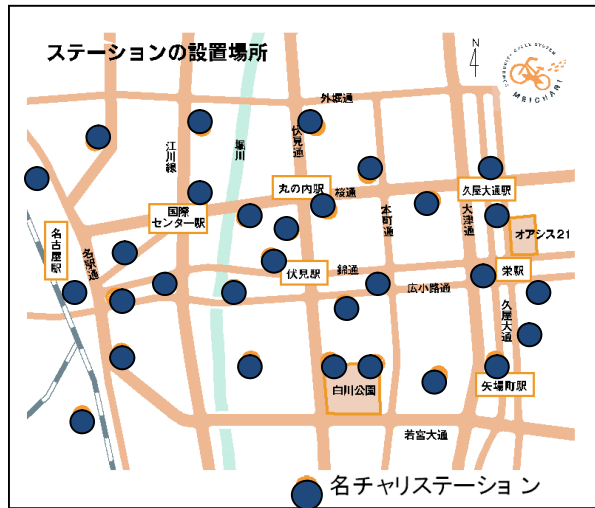 ステーションの設置場所
N
COMMUNITY CYCLE SYSTEM
MEICHARI
外堀通
江川線
堀川
伏見通
丸の内駅
桜通
久屋大通駅
国際
センター駅
本町通
大津通
オアシス21
名古屋駅
名駅通
伏見駅
錦通
栄駅
広小路通
久屋大通
白川公園
矢場町駅
若宮大通
名チャリステーション